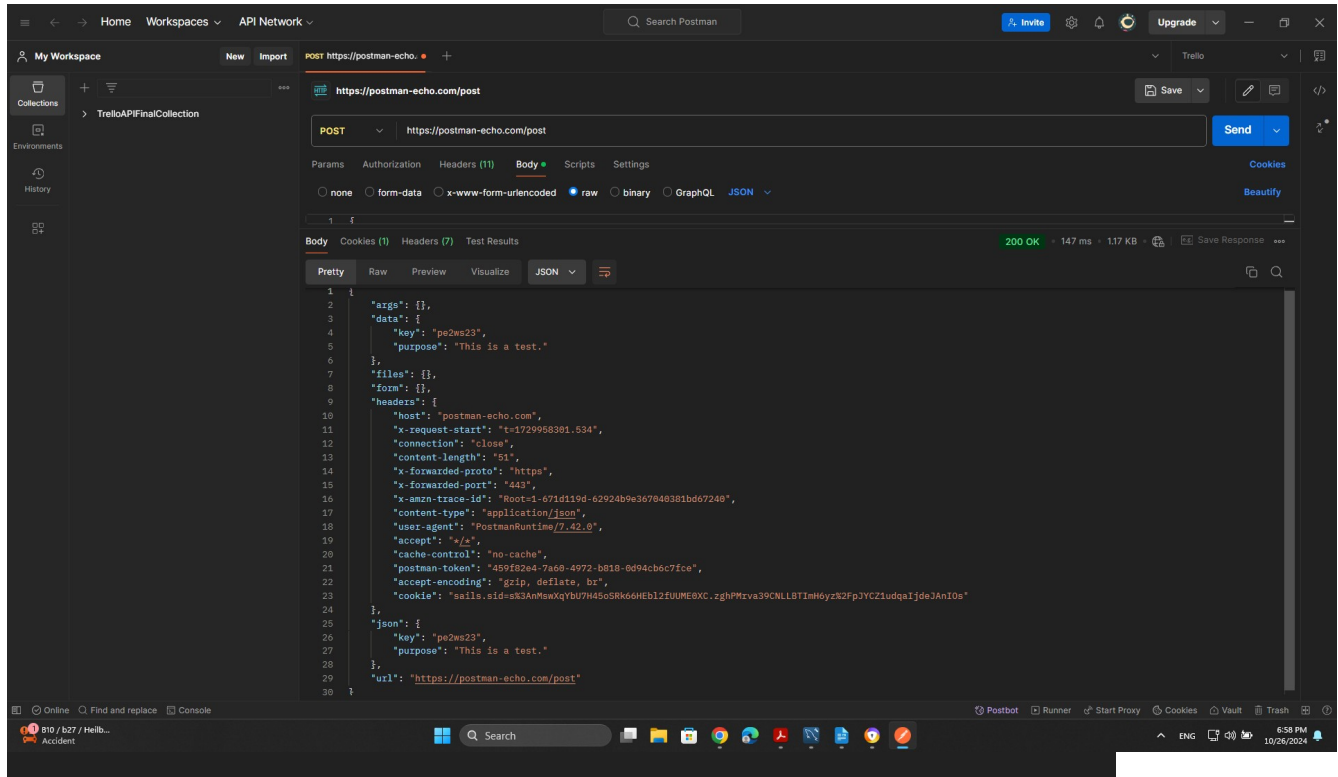 Home Workspaces API Network Search Postman Invite Upgrade
My Workspace New Import POST https://postman-echo. Trello
Collections
Environments
History
TrelloAPIFinalCollection
HTTP https://postman-echo.com/post Save
POST https://postman-echo.com/post Send
Params Authorization Headers (11) Body Scripts Settings Cookies
none form-data x-www-form-urlencoded raw binary GraphQL JSON Beautify
1 {
Body Cookies (1) Headers (7) Test Results 200 OK 147 ms 1.17 KB Save Response
Pretty Raw Preview Visualize JSON
1 {
2 "args": {},
3 "data": {
4 "key": "pe2ws23",
5 "purpose": "This is a test."
6 },
7 "files": {},
8 "form": {},
9 "headers": {
10 "host": "postman-echo.com",
11 "x-request-start": "t=1729958301.534",
12 "connection": "close",
13 "content-length": "51",
14 "x-forwarded-proto": "https",
15 "x-forwarded-port": "443",
16 "x-amzn-trace-id": "Root=1-671d119d-62924b9e367040381bd67240",
17 "content-type": "application/json",
18 "user-agent": "PostmanRuntime/7.42.0",
19 "accept": "*/*",
20 "cache-control": "no-cache",
21 "postman-token": "459f82e4-7a60-4972-b818-0d94cb6c7fce",
22 "accept-encoding": "gzip, deflate, br",
23 "cookie": "sails.sid=s%3AnMswXqYbU7H45oSRk66HEbl2fUUME0XC.zghPMrva39CNLLBTImH6yz%2FpJYCZ1udqaIjdeJAnIOs"
24 },
25 "json": {
26 "key": "pe2ws23",
27 "purpose": "This is a test."
28 },
29 "url": "https://postman-echo.com/post"
30 }
Online Find and replace Console Postbot Runner Start Proxy Cookies Vault Trash
1 B10 / b27 / Heilb... Search ENG 6:58 PM
Accident 10/26/2024